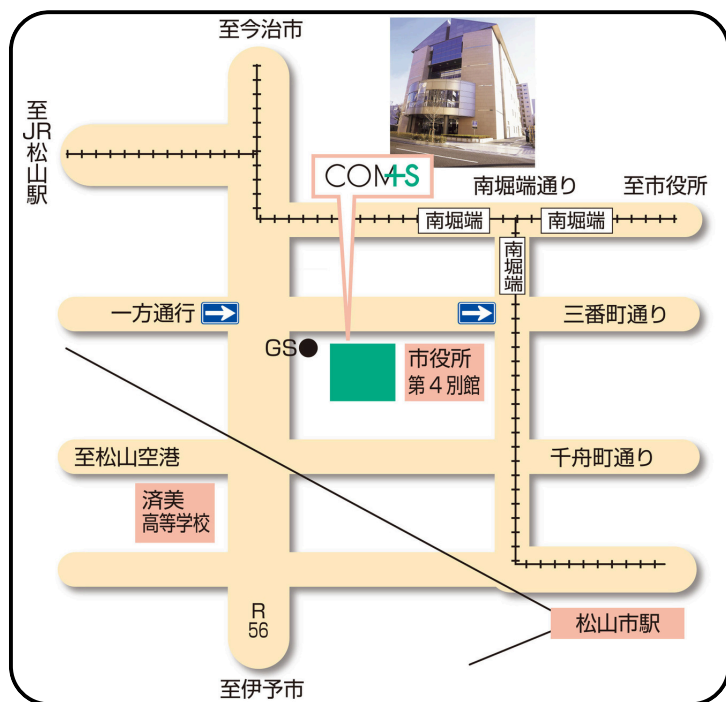 至今治市
至JR松山駅
COMS
南堀端通り
至市役所
南堀端
南堀端
南堀端
一方通行
三番町通り
GS
市役所
第4別館
至松山空港
千舟町通り
済美
高等学校
R
56
松山市駅
至伊予市